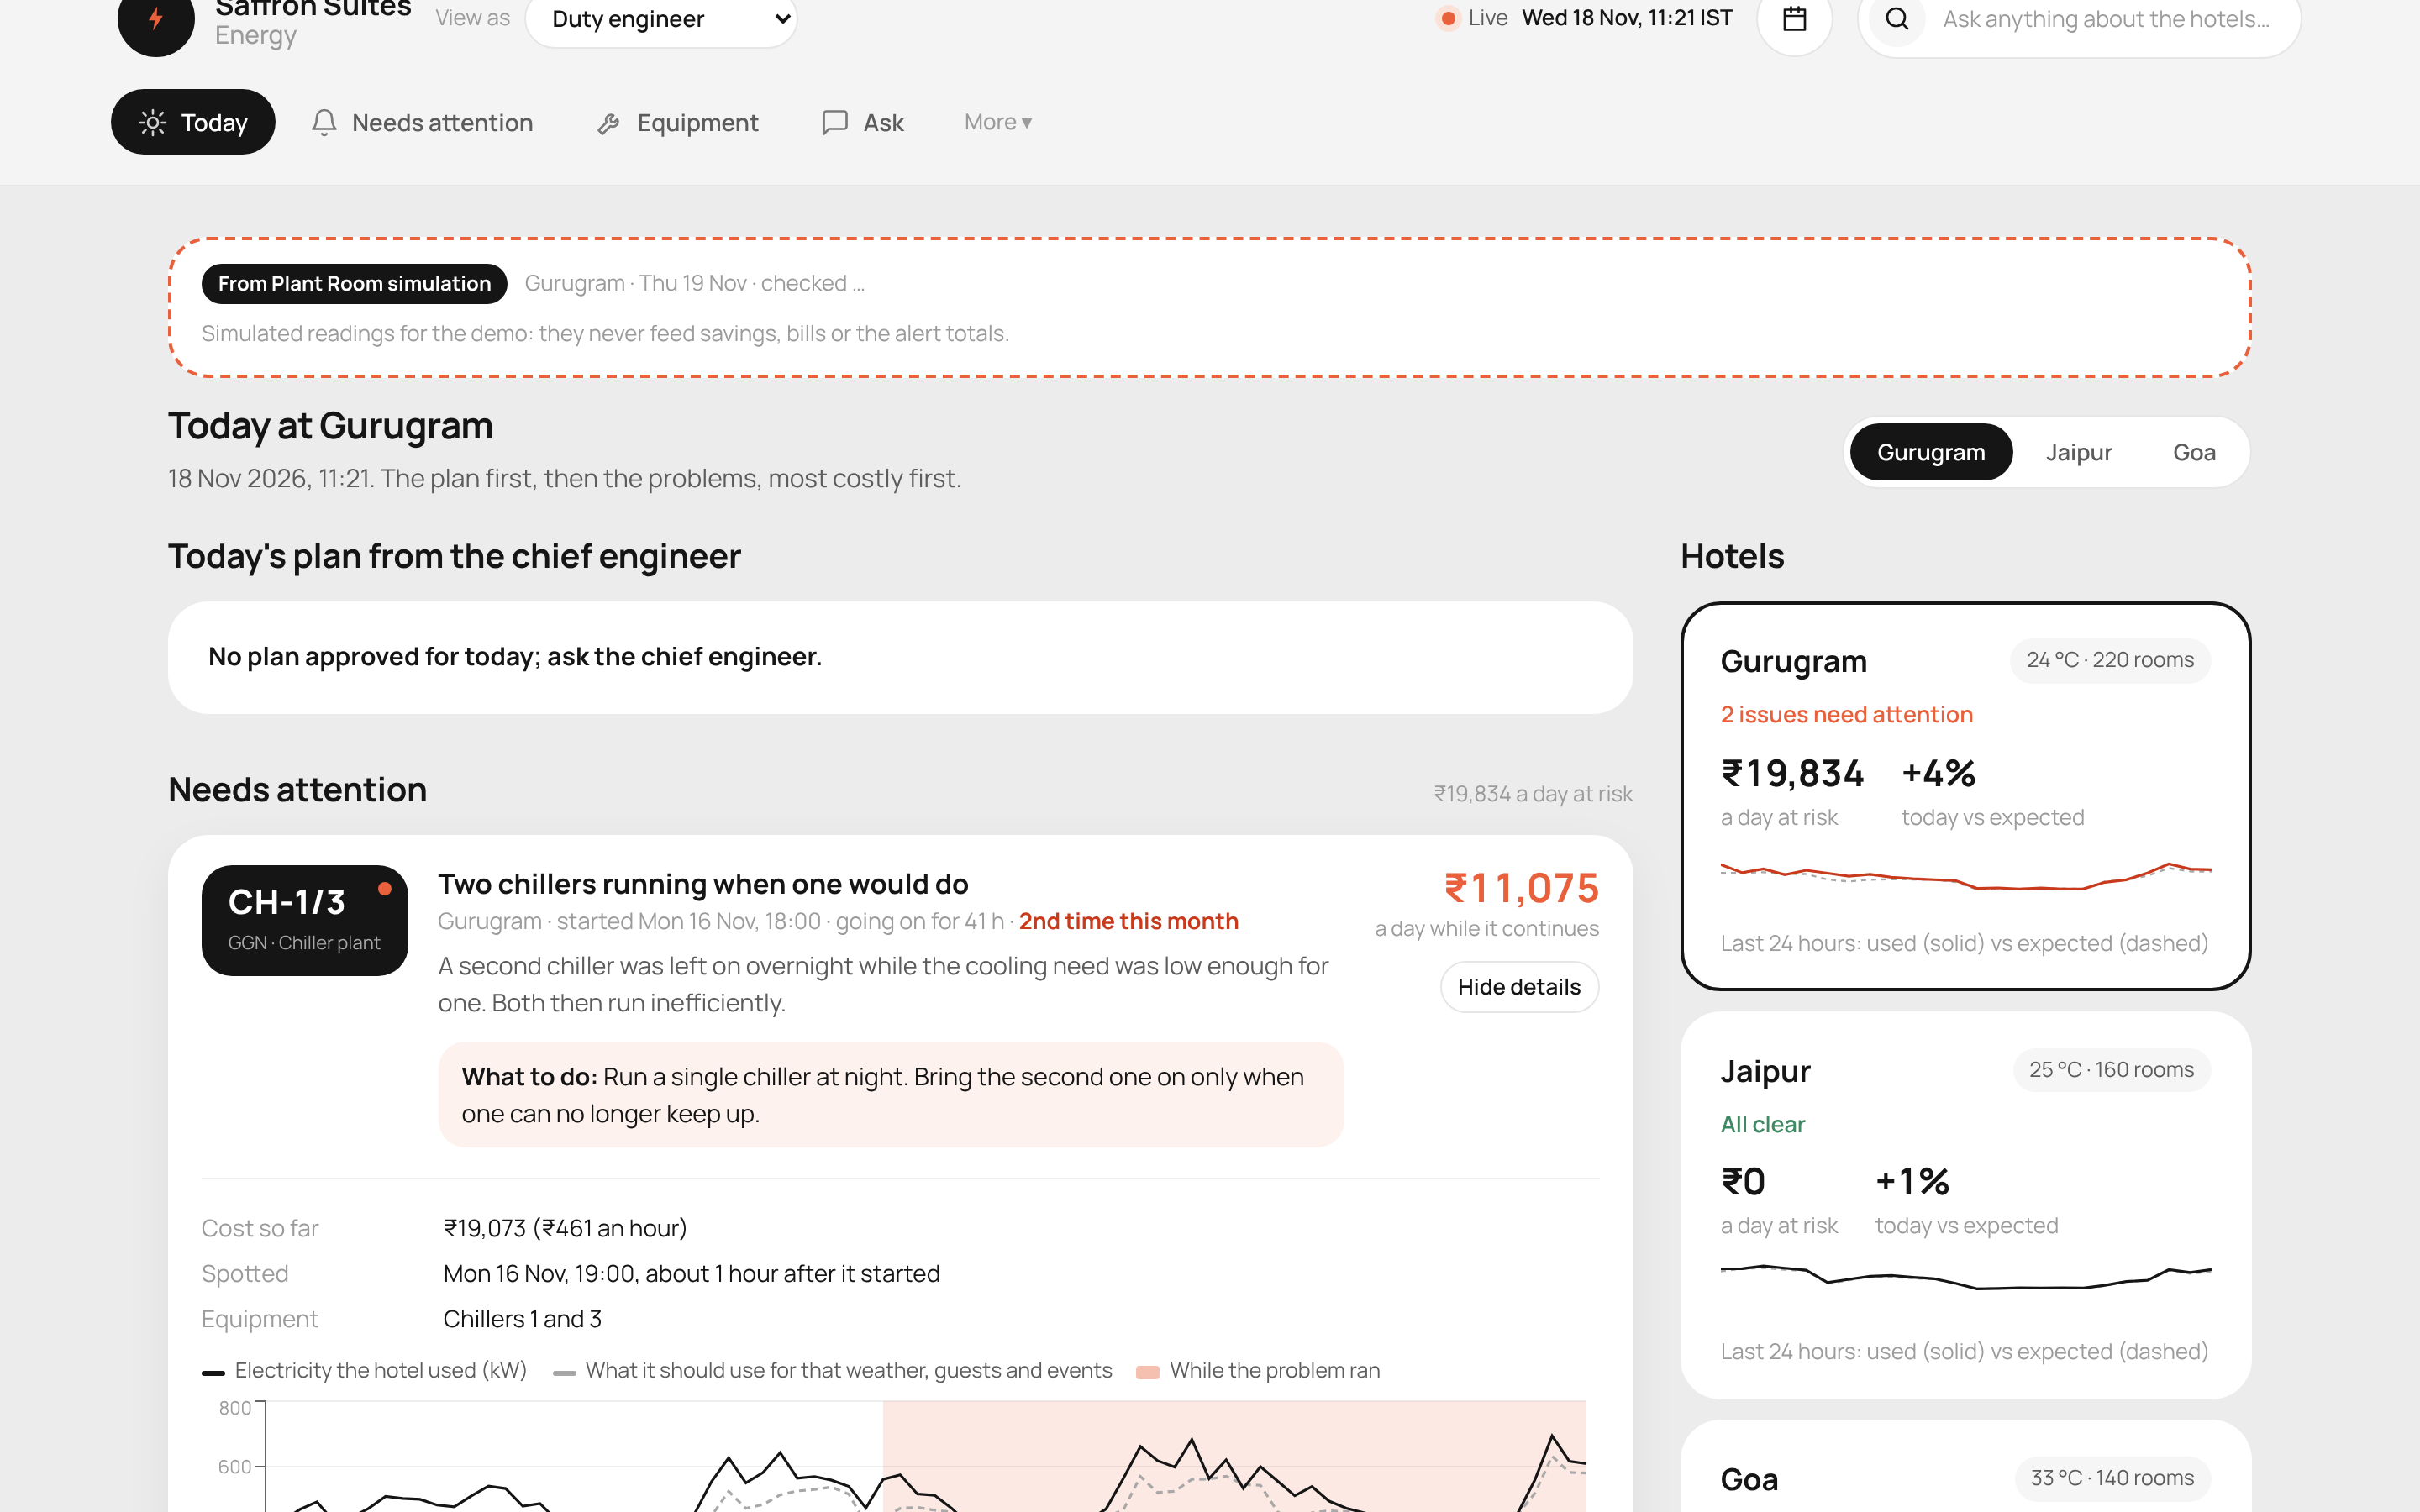 Saffron Suites
Energy
View as
Duty engineer
Live Wed 18 Nov, 11:21 IST
Ask anything about the hotels...
Today
Needs attention
Equipment
Ask
More ▾
From Plant Room simulation
Gurugram · Thu 19 Nov · checked ...
Simulated readings for the demo: they never feed savings, bills or the alert totals.
Today at Gurugram
18 Nov 2026, 11:21. The plan first, then the problems, most costly first.
Gurugram
Jaipur
Goa
Today's plan from the chief engineer
No plan approved for today; ask the chief engineer.
Needs attention
₹19,834 a day at risk
CH-1/3
GGN · Chiller plant
Two chillers running when one would do
Gurugram · started Mon 16 Nov, 18:00 · going on for 41 h · 2nd time this month
A second chiller was left on overnight while the cooling need was low enough for
one. Both then run inefficiently.
₹11,075
a day while it continues
Hide details
What to do: Run a single chiller at night. Bring the second one on only when
one can no longer keep up.
Cost so far
₹19,073 (₹461 an hour)
Spotted
Mon 16 Nov, 19:00, about 1 hour after it started
Equipment
Chillers 1 and 3
Electricity the hotel used (kW)
What it should use for that weather, guests and events
While the problem ran
800
600
Hotels
Gurugram
24 °C · 220 rooms
2 issues need attention
₹19,834
+4%
a day at risk
today vs expected
Last 24 hours: used (solid) vs expected (dashed)
Jaipur
25 °C · 160 rooms
All clear
₹0
+1%
a day at risk
today vs expected
Last 24 hours: used (solid) vs expected (dashed)
Goa
33 °C · 140 rooms